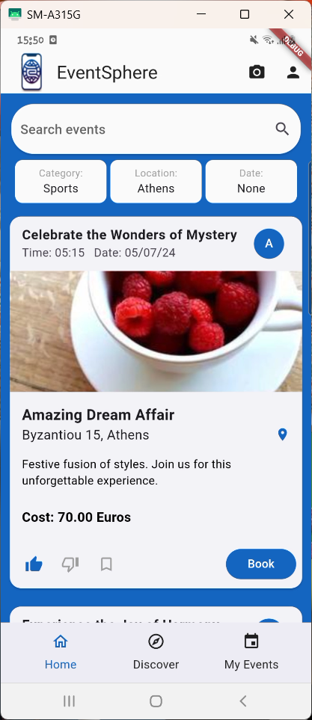 SM-A315G
15:50
DEBUG
EventSphere
Search events
Category:
Sports
Location:
Athens
Date:
None
Celebrate the Wonders of Mystery
Time: 05:15 Date: 05/07/24
A
Amazing Dream Affair
Byzantiou 15, Athens
Festive fusion of styles. Join us for this
unforgettable experience.
Cost: 70.00 Euros
Book
Home
Discover
My Events